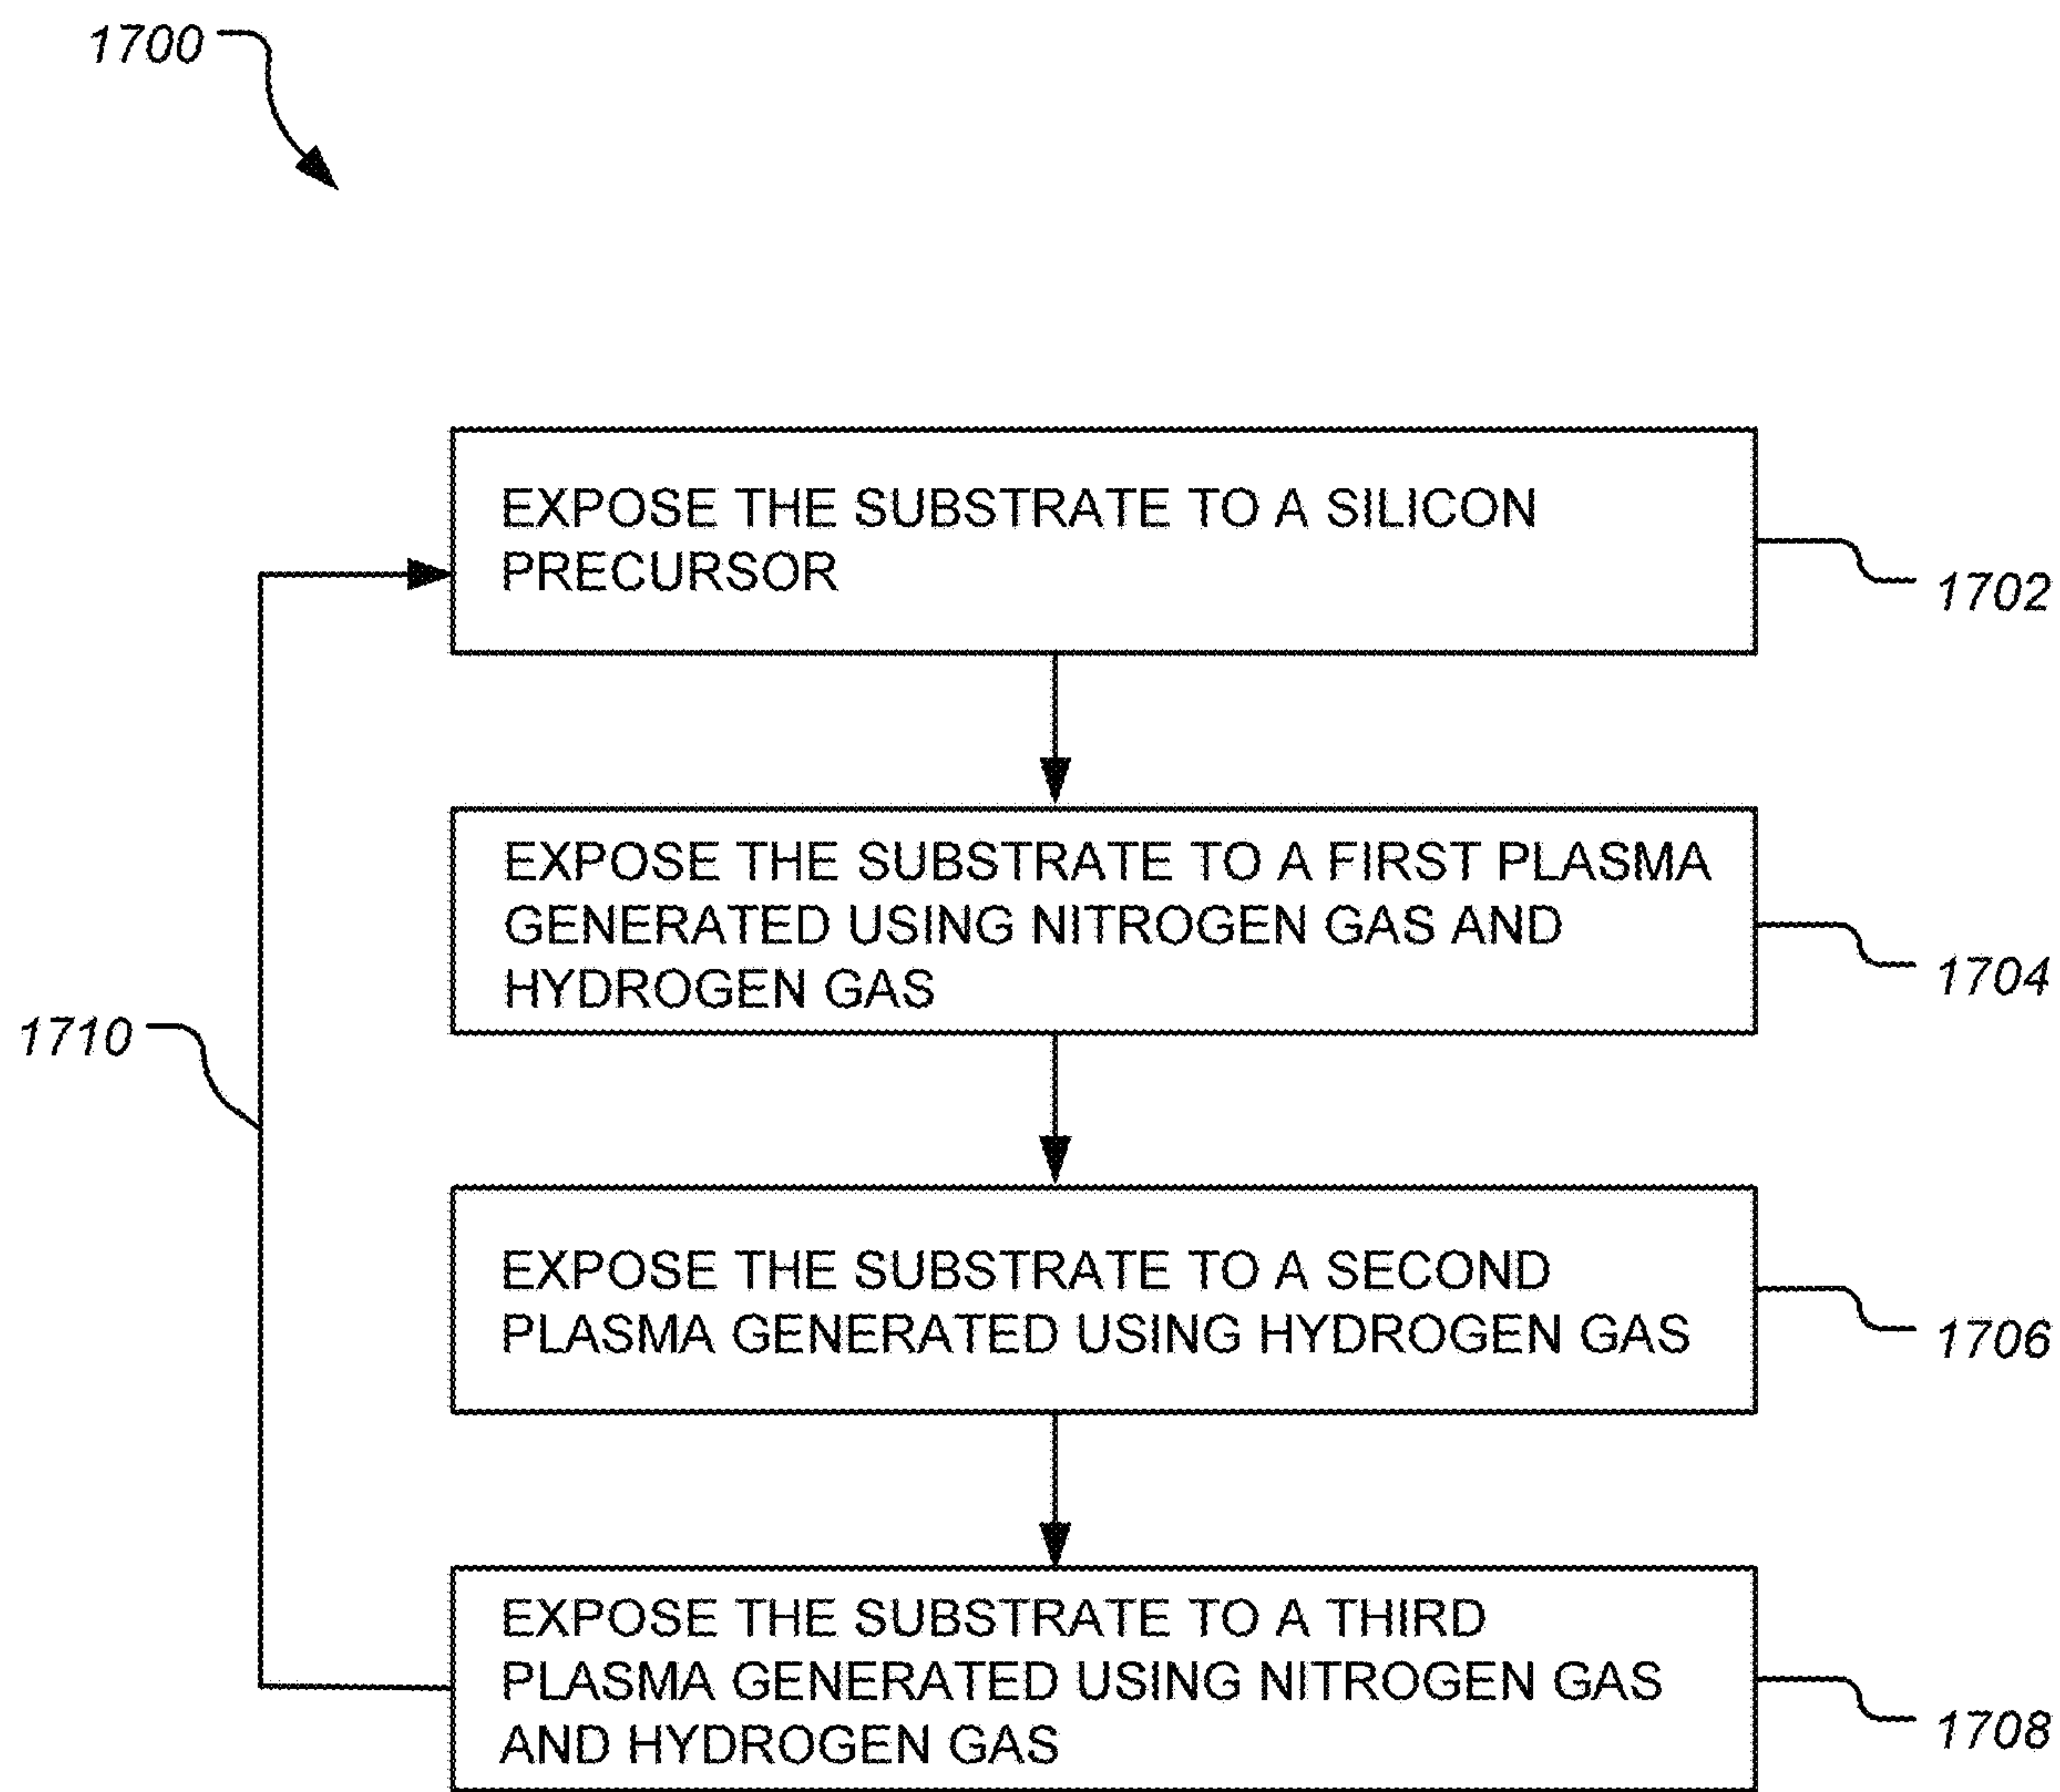 1700
EXPOSE THE SUBSTRATE TO A SILICON
PRECURSOR
1702
EXPOSE THE SUBSTRATE TO A FIRST PLASMA
GENERATED USING NITROGEN GAS AND
HYDROGEN GAS
1704
1710
EXPOSE THE SUBSTRATE TO A SECOND
PLASMA GENERATED USING HYDROGEN GAS
1706
EXPOSE THE SUBSTRATE TO A THIRD
PLASMA GENERATED USING NITROGEN GAS
AND HYDROGEN GAS
1708